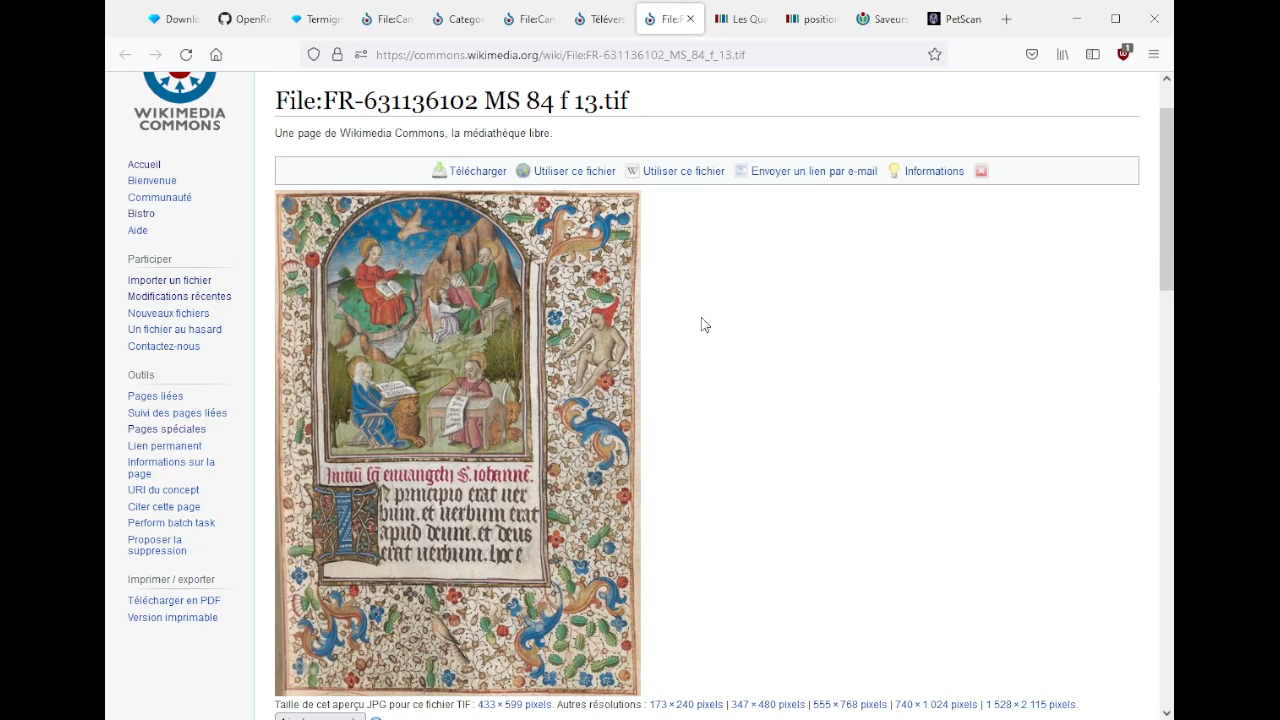 Downlo
OpenRe
Termign
File:Can
Categor
File:Can
Télévers
File:F
Les Qua
position
Saveurs
PetScan
https://commons.wikimedia.org/wiki/File:FR-631136102_MS_84_f_13.tif
1
WIKIMEDIA
COMMONS
Accueil
Bienvenue
Communauté
Bistro
Aide
Participer
Importer un fichier
Modifications récentes
Nouveaux fichiers
Un fichier au hasard
Contactez-nous
Outils
Pages liées
Suivi des pages liées
Pages spéciales
Lien permanent
Informations sur la
page
URI du concept
Citer cette page
Perform batch task
Proposer la
suppression
Imprimer / exporter
Télécharger en PDF
Version imprimable
File:FR-631136102 MS 84 f 13.tif
Une page de Wikimedia Commons, la médiathèque libre.
Télécharger Utiliser ce fichier W Utiliser ce fichier Envoyer un lien par e-mail Informations
euuangelij S. iohannē.
In principio erat uer
bum. et uerbum erat
apud deum. et deus
erat uerbum. hoc e
Taille de cet aperçu JPG pour ce fichier TIF : 433 × 599 pixels. Autres résolutions : 173 × 240 pixels | 347 × 480 pixels | 555 × 768 pixels | 740 × 1 024 pixels | 1 528 × 2 115 pixels.